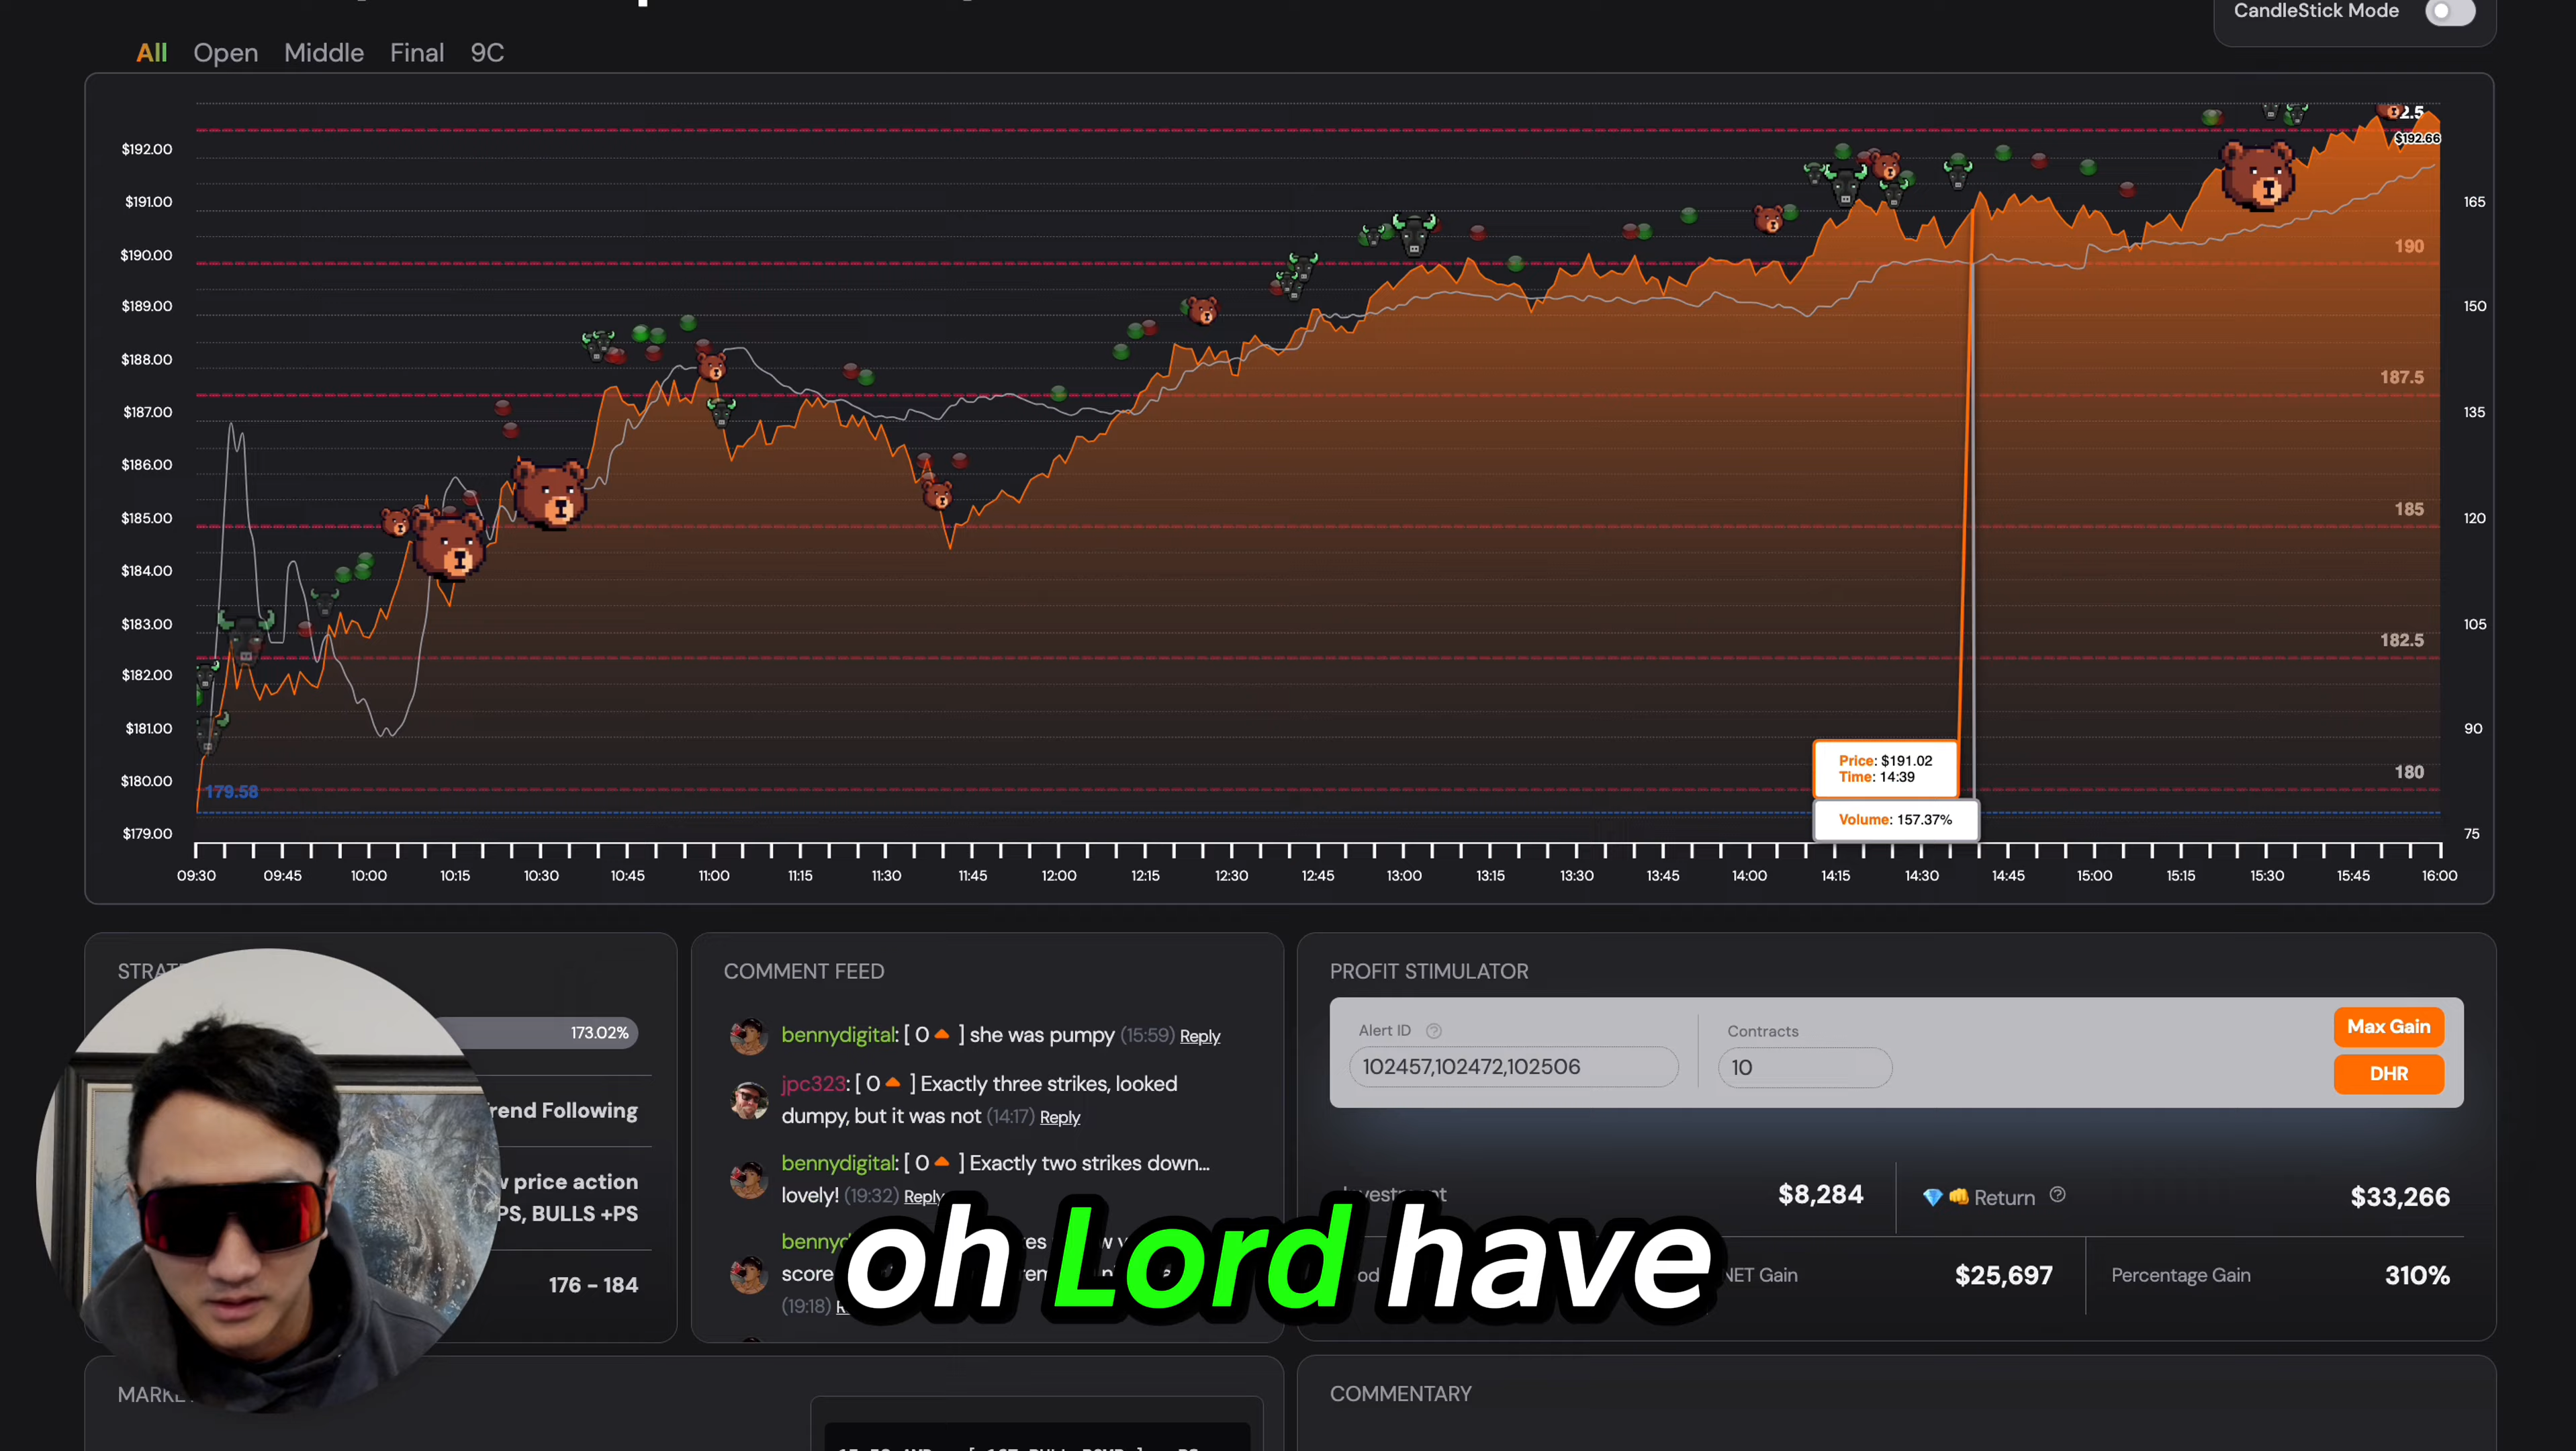 CandleStick Mode
All Open Middle Final 9C
2.5
$192.66
$192.00
$191.00
165
190
$190.00
$189.00
150
$188.00
187.5
$187.00
135
$186.00
185
$185.00
120
$184.00
$183.00
105
182.5
$182.00
$181.00
90
Price: $191.02
Time: 14:39
180
$180.00
179.58
Volume: 157.37%
$179.00
75
09:30 09:45 10:00 10:15 10:30 10:45 11:00 11:15 11:30 11:45 12:00 12:15 12:30 12:45 13:00 13:15 13:30 13:45 14:00 14:15 14:30 14:45 15:00 15:15 15:30 15:45 16:00
173.02%
rend Following
price action
PS, BULLS +PS
176 - 184
COMMENT FEED
bennydigital: [ 0 ] she was pumpy (15:59) Reply
jpc323: [ 0 ] Exactly three strikes, looked
dumpy, but it was not (14:17) Reply
bennydigital: [ 0 ] Exactly two strikes down...
lovely! (19:32) Reply
score
(19:18)
PROFIT STIMULATOR
Alert ID
102457,102472,102506
Contracts
10
Max Gain
DHR
$8,284
Return
$33,266
NET Gain
$25,697
Percentage Gain
310%
oh Lord have
COMMENTARY